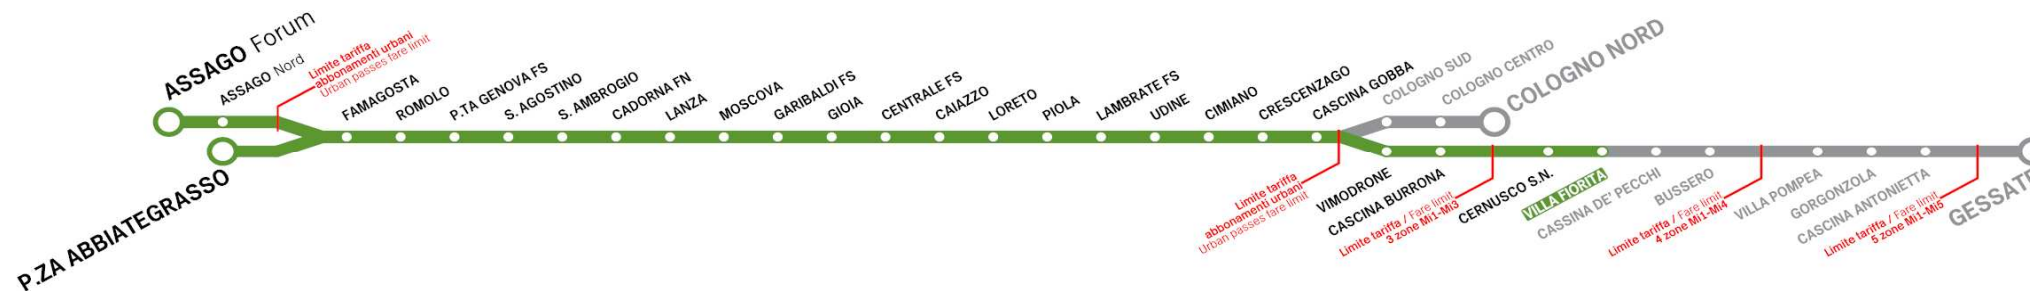 ASSAGO Forum
ASSAGO Nord
Limite tariffa
abbonamenti urbani
Urban passes fare limit
FAMAGOSTA
ROMOLO
P.TA GENOVA FS
S. AGOSTINO
S. AMBROGIO
CADORNA FN
LANZA
MOSCOVA
GARIBALDI FS
GIOIA
CENTRALE FS
CAIAZZO
LORETO
PIOLA
LAMBRATE FS
UDINE
CIMIANO
CRESCENZAGO
CASCINA GOBBA
COLOGNO SUD
COLOGNO CENTRO
COLOGNO NORD
P.ZA ABBIATEGRASSO
Limite tariffa
abbonamenti urbani
Urban passes fare limit
VIMODRONE
CASCINA BURRONA
Limite tariffa / Fare limit
3 zone Mi1-Mi3
CERNUSCO S.N.
VILLA FIORITA
CASSINA DE' PECCHI
BUSSERO
Limite tariffa / Fare limit
4 zone Mi1-Mi4
VILLA POMPEA
GORGONZOLA
CASCINA ANTONIETTA
Limite tariffa / Fare limit
5 zone Mi1-Mi5
GESSATE